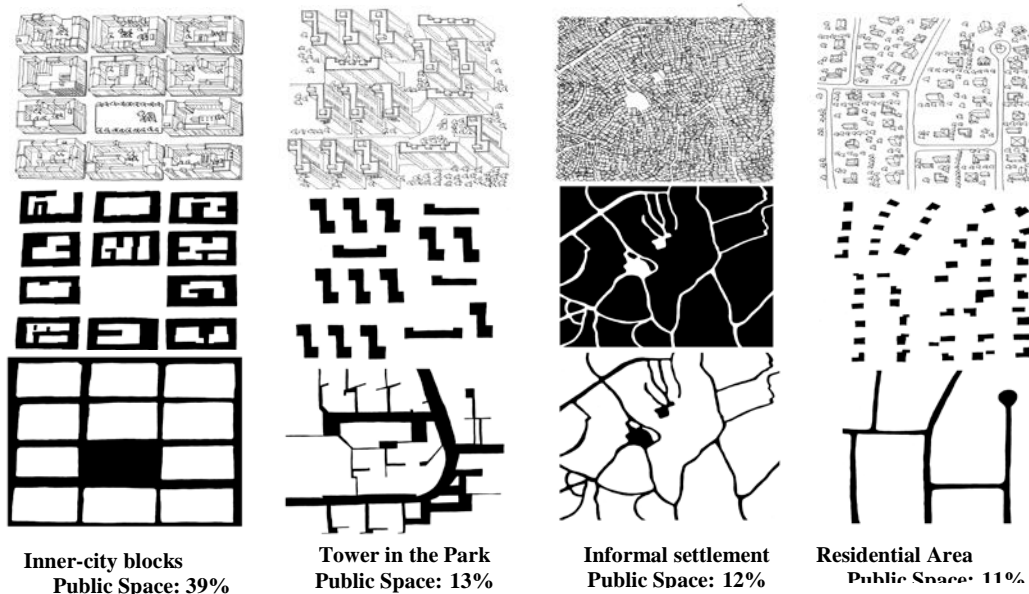 Inner-city blocks
Public Space: 39%
Tower in the Park
Public Space: 13%
Informal settlement
Public Space: 12%
Residential Area
Public Space: 11%